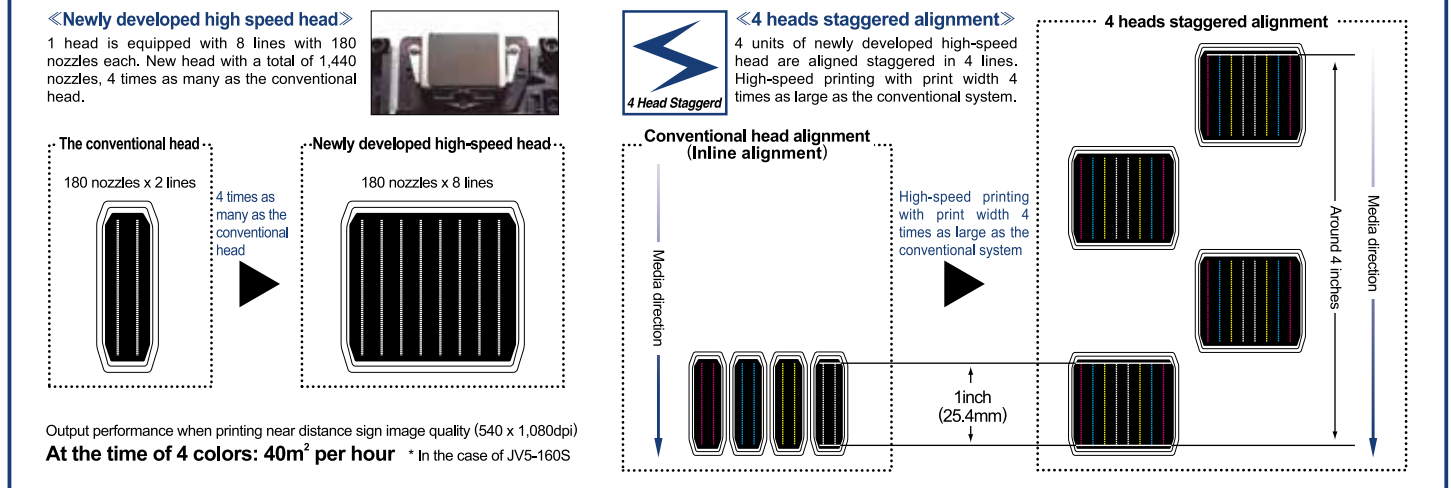 ≪Newly developed high speed head≫
1 head is equipped with 8 lines with 180
nozzles each. New head with a total of 1,440
nozzles, 4 times as many as the conventional
head.
The conventional head
180 nozzles x 2 lines
4 times as
many as the
conventional
head
Newly developed high-speed head
180 nozzles x 8 lines
Output performance when printing near distance sign image quality (540 x 1,080dpi)
At the time of 4 colors: 40m² per hour * In the case of JV5-160S
4 Head Staggerd
≪4 heads staggered alignment≫
4 units of newly developed high-speed
head are aligned staggered in 4 lines.
High-speed printing with print width 4
times as large as the conventional system.
Conventional head alignment
(Inline alignment)
Media direction
1inch
(25.4mm)
High-speed printing
with print width 4
times as large as the
conventional system
4 heads staggered alignment
Around 4 inches
Media direction